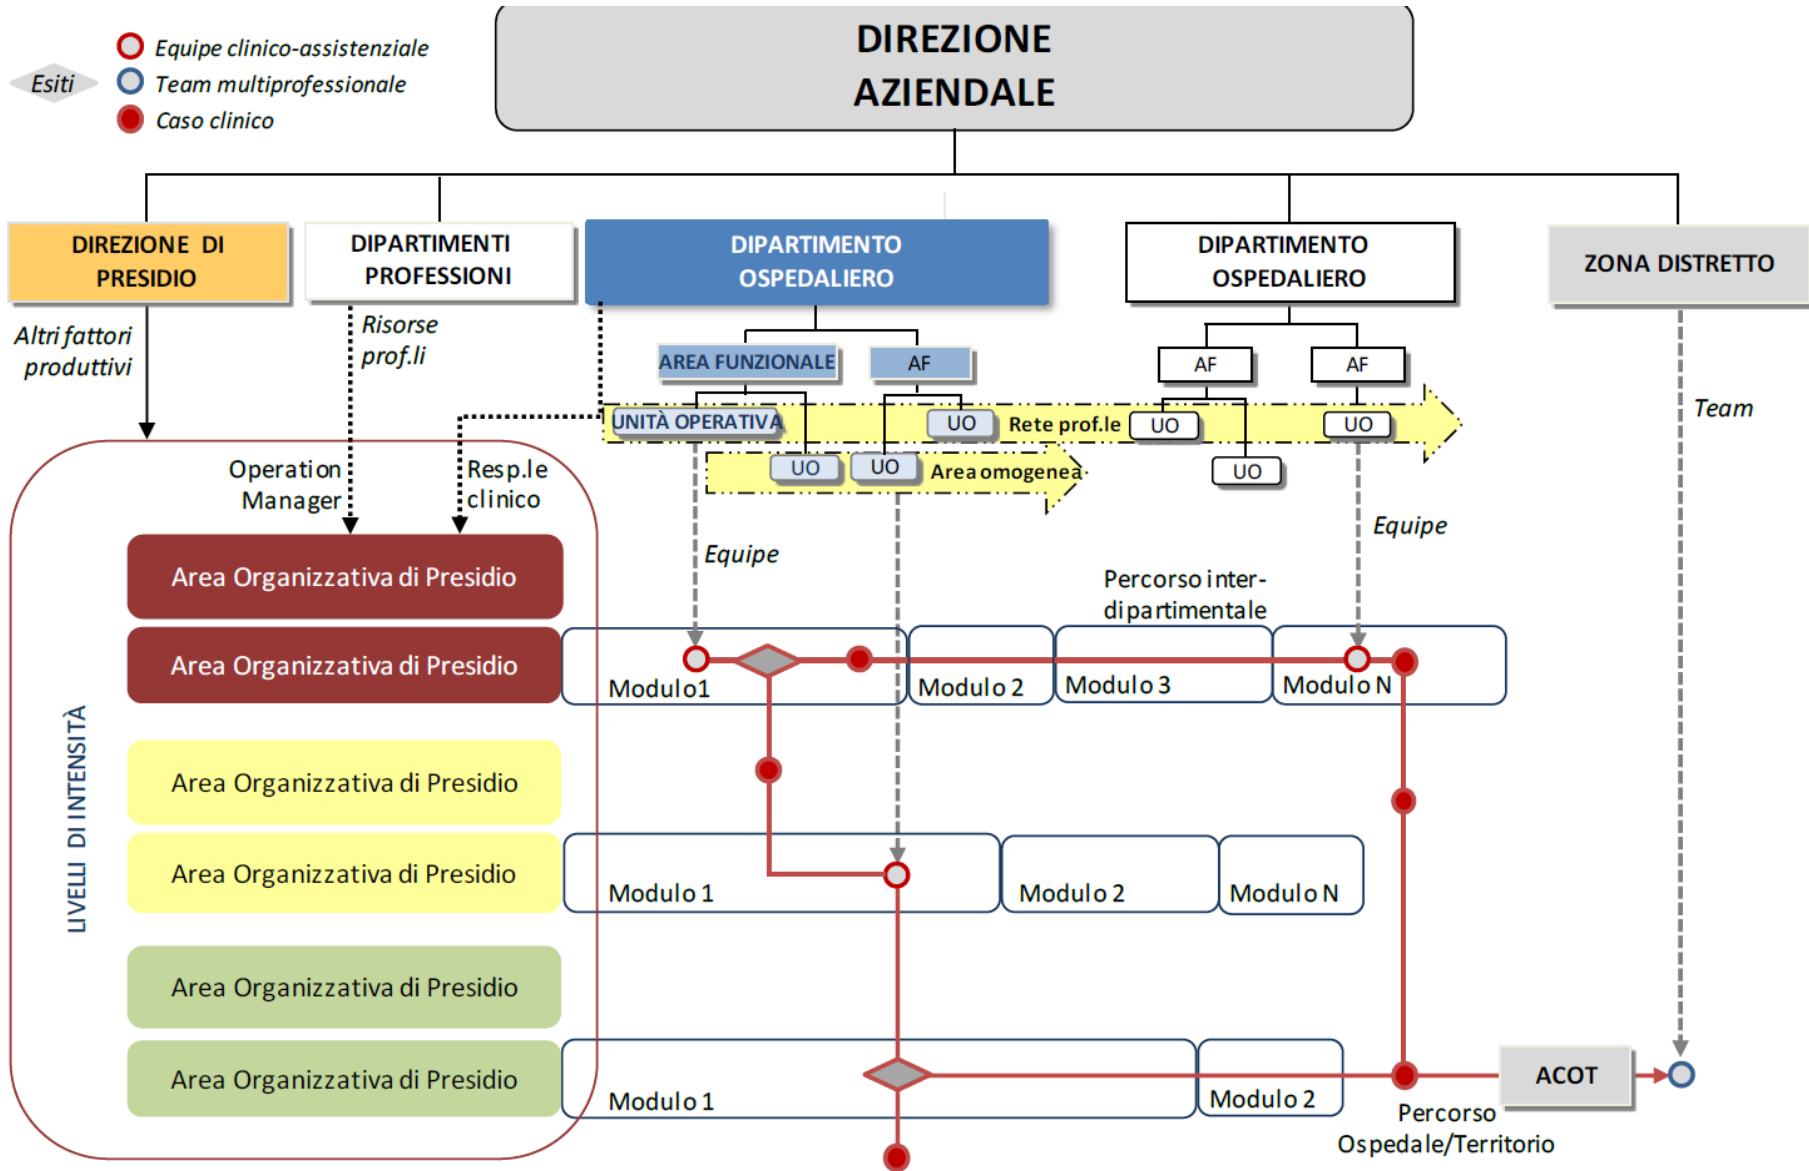 DIREZIONE
AZIENDALE
Equipe clinico-assistenziale
Esiti
Team multiprofessionale
Caso clinico
DIREZIONE DI
PRESIDIO
DIPARTIMENTI
PROFESSIONI
DIPARTIMENTO
OSPEDALIERO
DIPARTIMENTO
OSPEDALIERO
ZONA DISTRETTO
Altri fattori
produttivi
Risorse
prof.li
AREA FUNZIONALE
AF
AF
AF
UNITÀ OPERATIVA
UO
Rete prof.le
UO
UO
Team
UO
UO
Area omogenea
UO
Operation
Manager
Resp.le
clinico
Equipe
Equipe
Area Organizzativa di Presidio
Percorso inter-
dipartimentale
Area Organizzativa di Presidio
Modulo 1
Modulo 2
Modulo 3
Modulo N
LIVELLI DI INTENSITÀ
Area Organizzativa di Presidio
Area Organizzativa di Presidio
Modulo 1
Modulo 2
Modulo N
Area Organizzativa di Presidio
Area Organizzativa di Presidio
Modulo 1
Modulo 2
ACOT
Percorso
Ospedale/Territorio